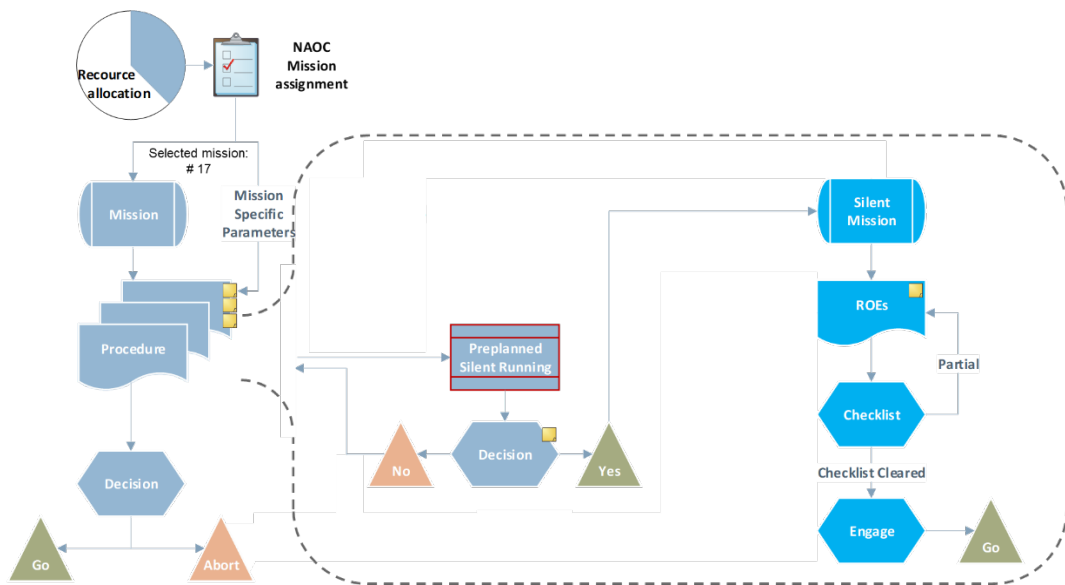 Recource
allocation
NAOC
Mission
assignment
Selected mission:
# 17
Mission
Mission
Specific
Parameters
Procedure
Decision
Go
Abort
Preplanned
Silent Running
Decision
No
Yes
Silent
Mission
ROEs
Partial
Checklist
Checklist Cleared
Engage
Go